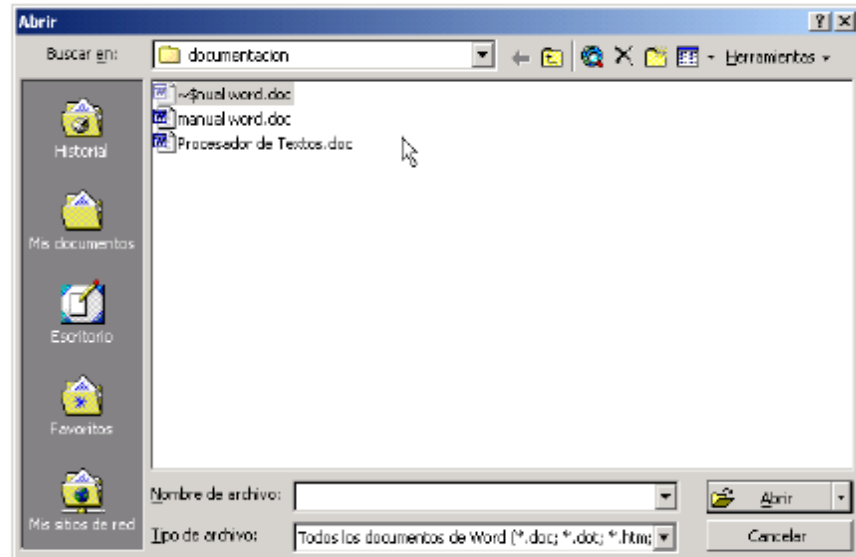 Abrir
Buscar en: documentacion Herramientas
~$nual word.doc
manual word.doc
Procesador de Textos.doc
Historial
Mis documentos
Escritorio
Favoritos
Mis sitios de red
Nombre de archivo: Abrir
Tipo de archivo: Todos los documentos de Word (*.doc; *.dot; *.htm; Cancelar